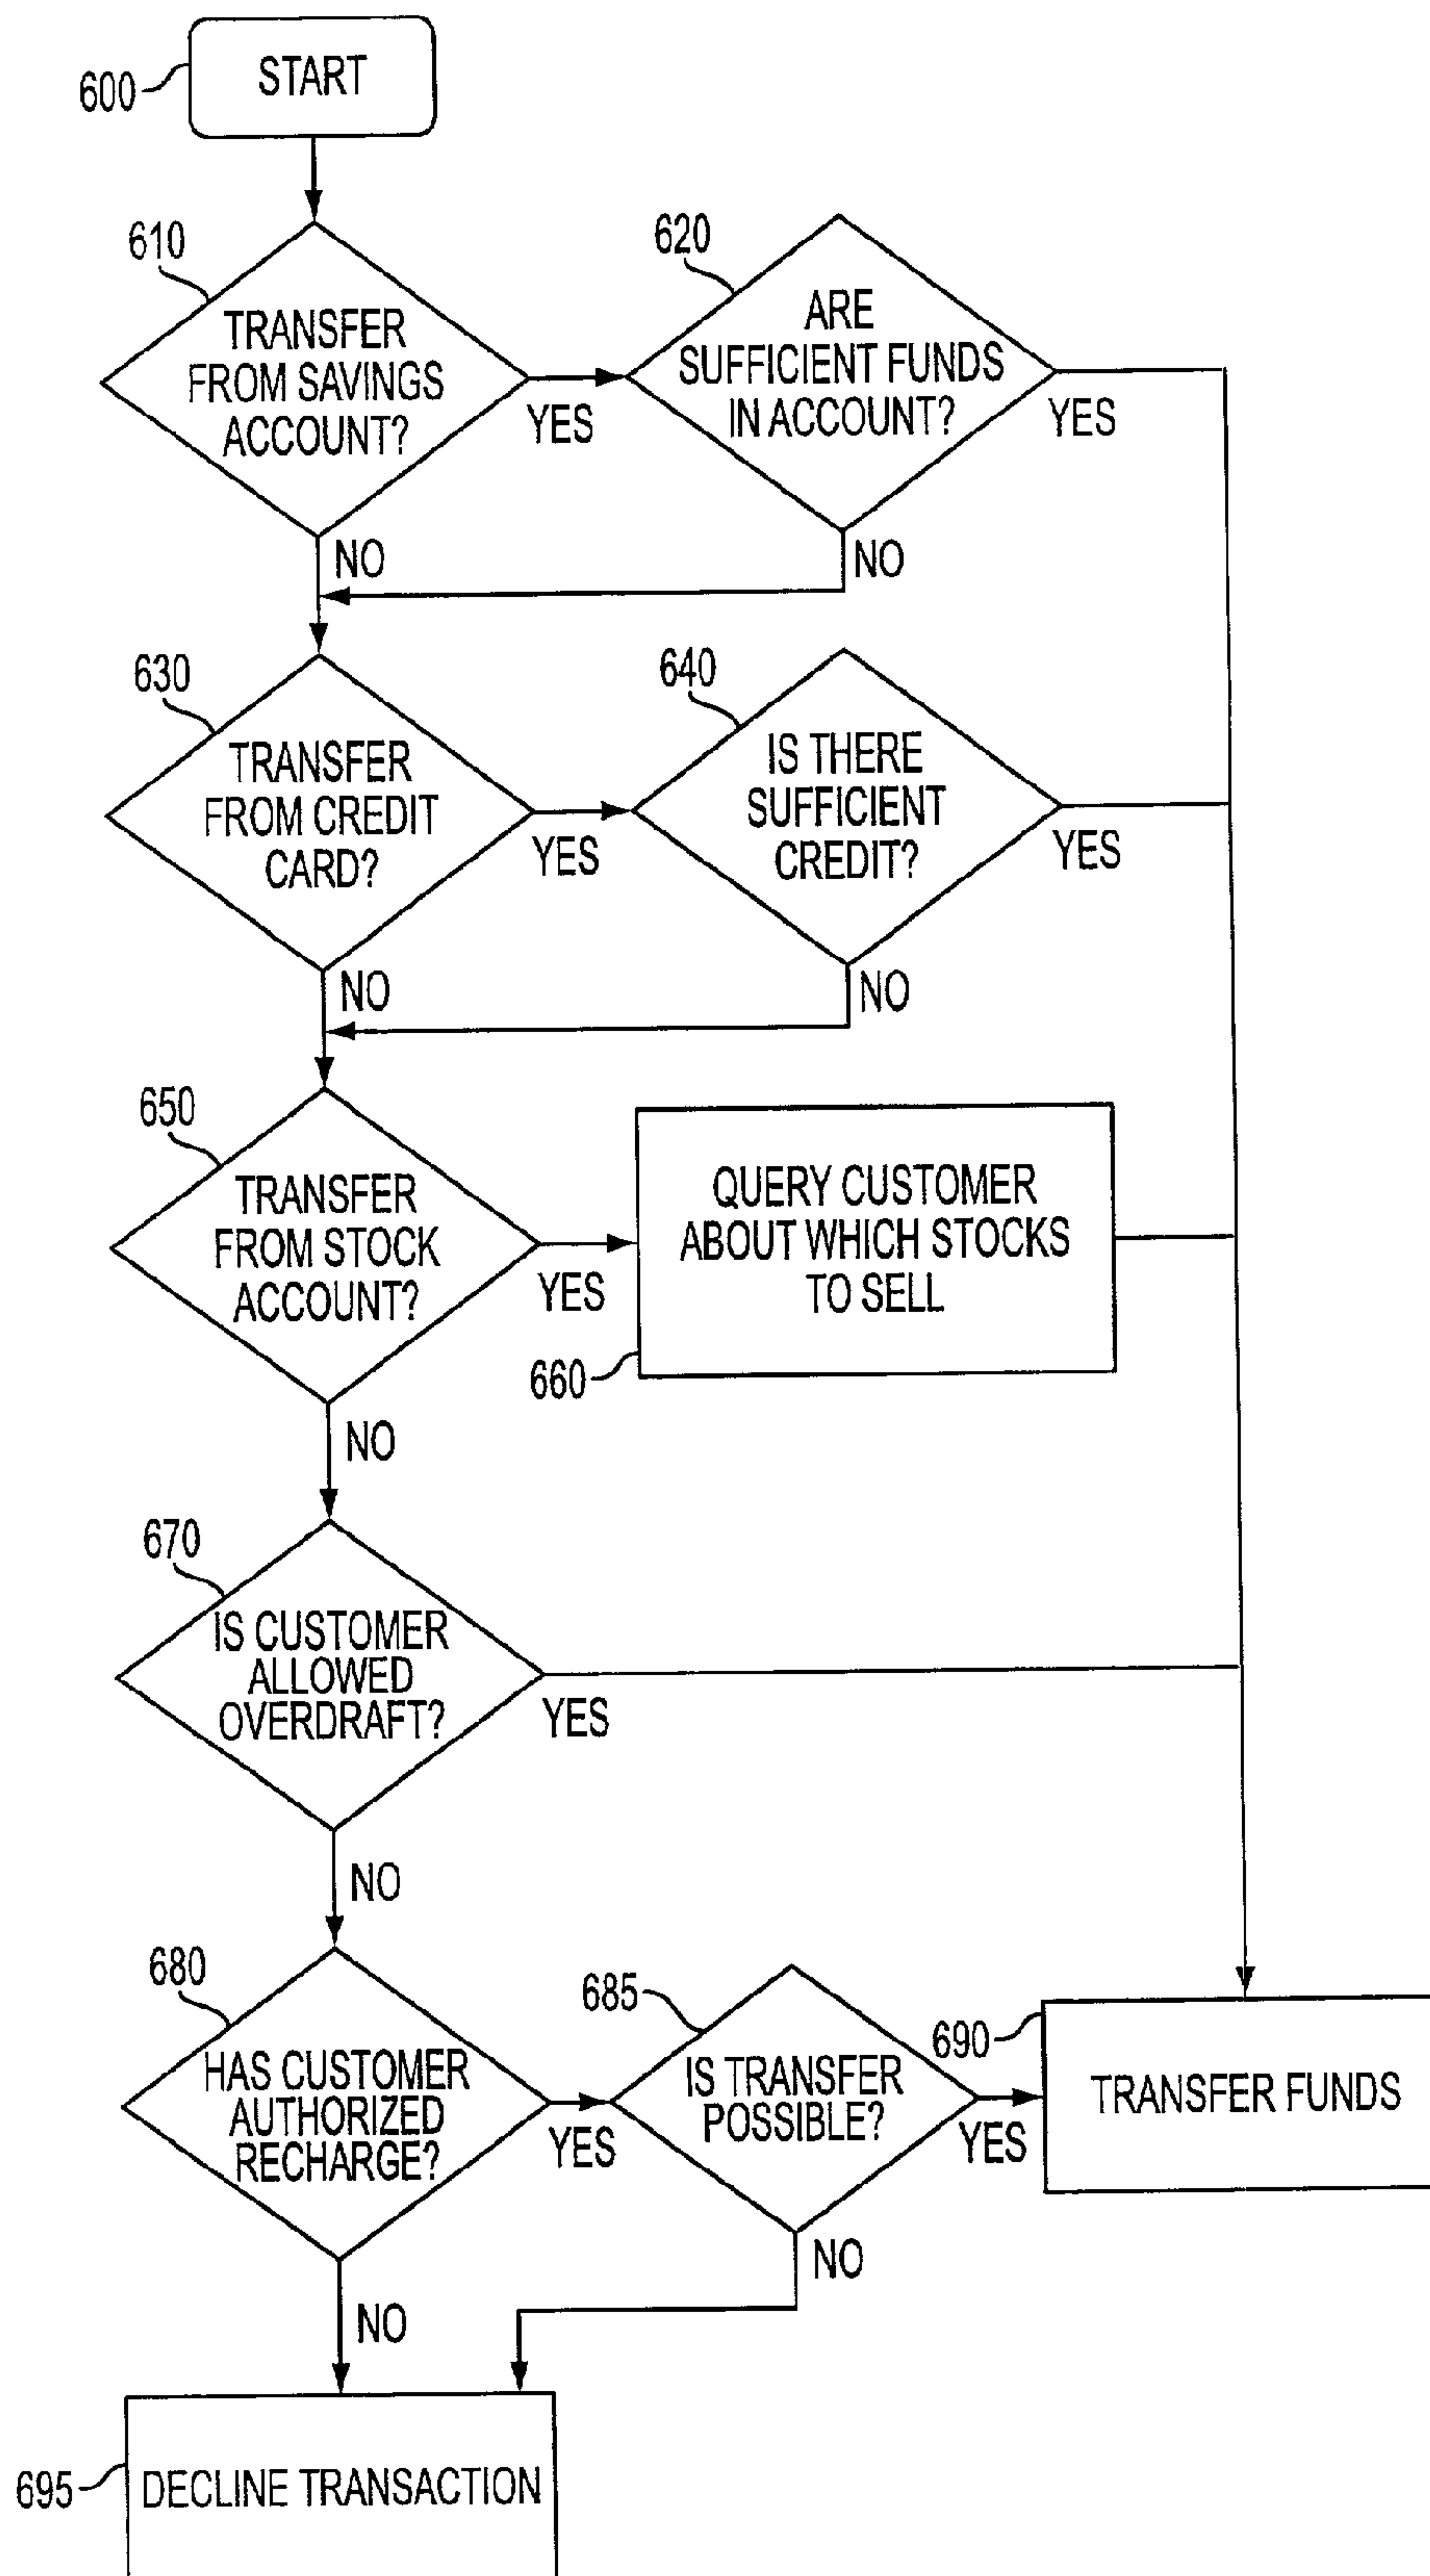 START
600
610
TRANSFER
FROM SAVINGS
ACCOUNT?
YES
NO
620
ARE
SUFFICIENT FUNDS
IN ACCOUNT?
YES
NO
630
TRANSFER
FROM CREDIT
CARD?
YES
NO
640
IS THERE
SUFFICIENT
CREDIT?
YES
NO
650
TRANSFER
FROM STOCK
ACCOUNT?
YES
NO
QUERY CUSTOMER
ABOUT WHICH STOCKS
TO SELL
660
670
IS CUSTOMER
ALLOWED
OVERDRAFT?
YES
NO
680
HAS CUSTOMER
AUTHORIZED
RECHARGE?
YES
NO
685
IS TRANSFER
POSSIBLE?
YES
NO
690
TRANSFER FUNDS
695
DECLINE TRANSACTION